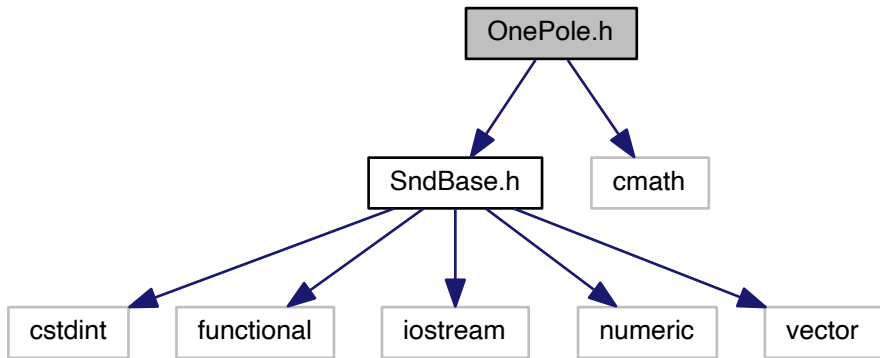 OnePole.h
SndBase.h
cmath
cstdint
functional
iostream
numeric
vector